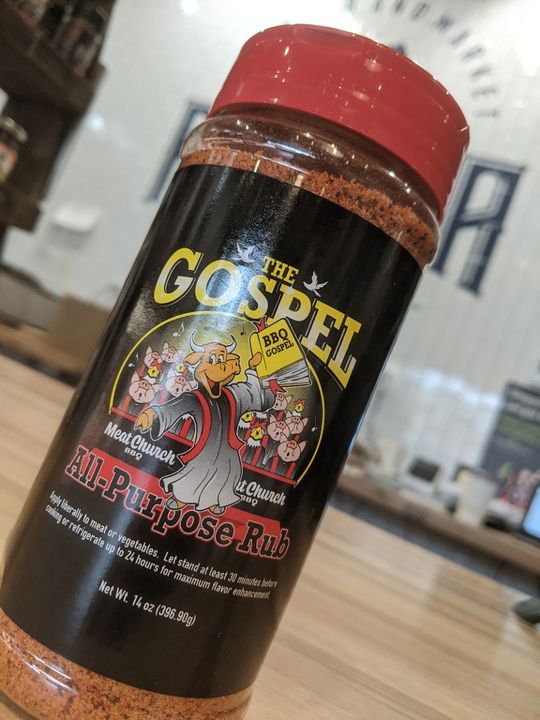 THE
GOSPEL
BBQ
GOSPEL
Meat Church
BBQ
at Church
BBQ
All-Purpose Rub
Apply liberally to meat or vegetables. Let stand at least 30 minutes before
cooking or refrigerate up to 24 hours for maximum flavor enhancement.
Net Wt. 14 oz (396.90g)
MARKET
R